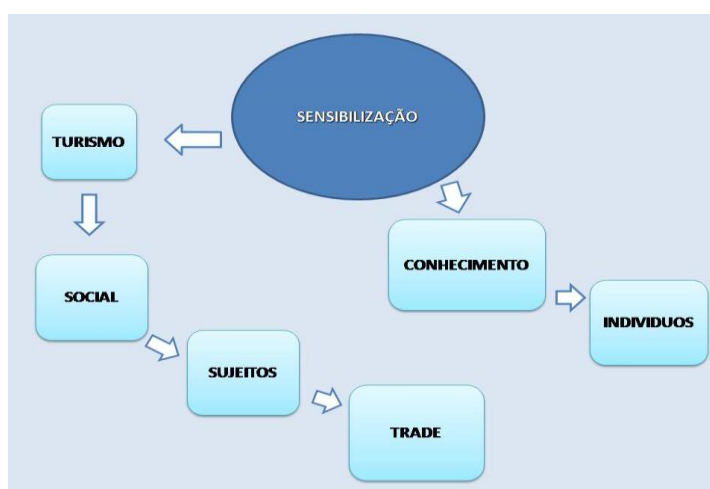 SENSIBILIZAÇÃO
TURISMO
CONHECIMENTO
SOCIAL
INDIVIDUOS
SUJEITOS
TRADE